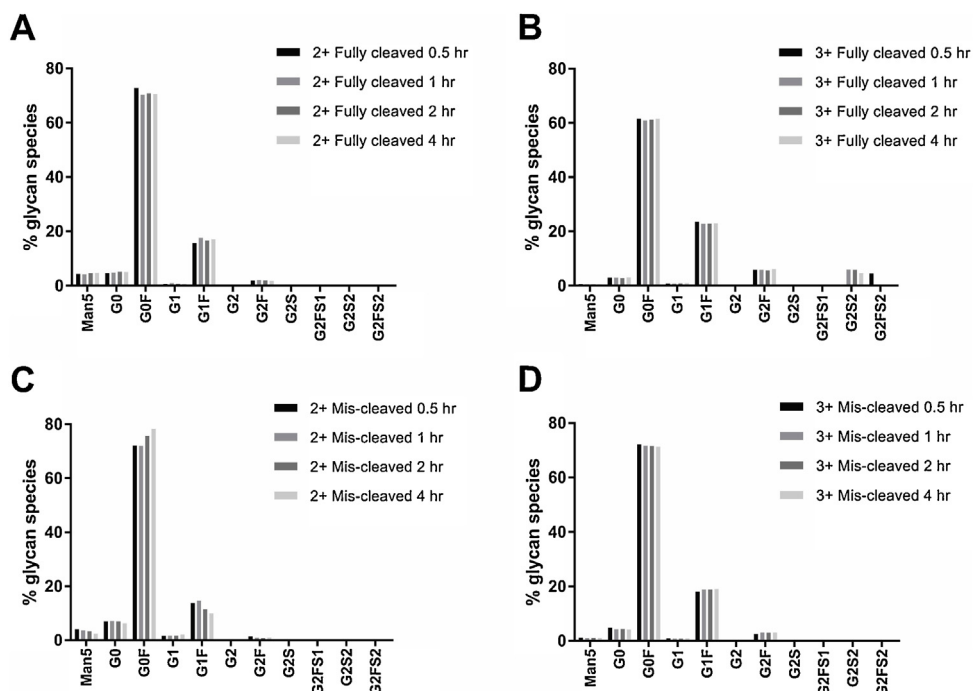 A
2+ Fully cleaved 0.5 hr
2+ Fully cleaved 1 hr
2+ Fully cleaved 2 hr
2+ Fully cleaved 4 hr
% glycan species
80
60
40
20
0
Man5
G0
G0F
G1
G1F
G2
G2F
G2S
G2FS1
G2S2
G2FS2
B
3+ Fully cleaved 0.5 hr
3+ Fully cleaved 1 hr
3+ Fully cleaved 2 hr
3+ Fully cleaved 4 hr
% glycan species
80
60
40
20
0
Man5
G0
G0F
G1
G1F
G2
G2F
G2S
G2FS1
G2S2
G2FS2
C
2+ Mis-cleaved 0.5 hr
2+ Mis-cleaved 1 hr
2+ Mis-cleaved 2 hr
2+ Mis-cleaved 4 hr
% glycan species
80
60
40
20
0
Man5
G0
G0F
G1
G1F
G2
G2F
G2S
G2FS1
G2S2
G2FS2
D
3+ Mis-cleaved 0.5 hr
3+ Mis-cleaved 1 hr
3+ Mis-cleaved 2 hr
3+ Mis-cleaved 4 hr
% glycan species
80
60
40
20
0
Man5
G0
G0F
G1
G1F
G2
G2F
G2S
G2FS1
G2S2
G2FS2